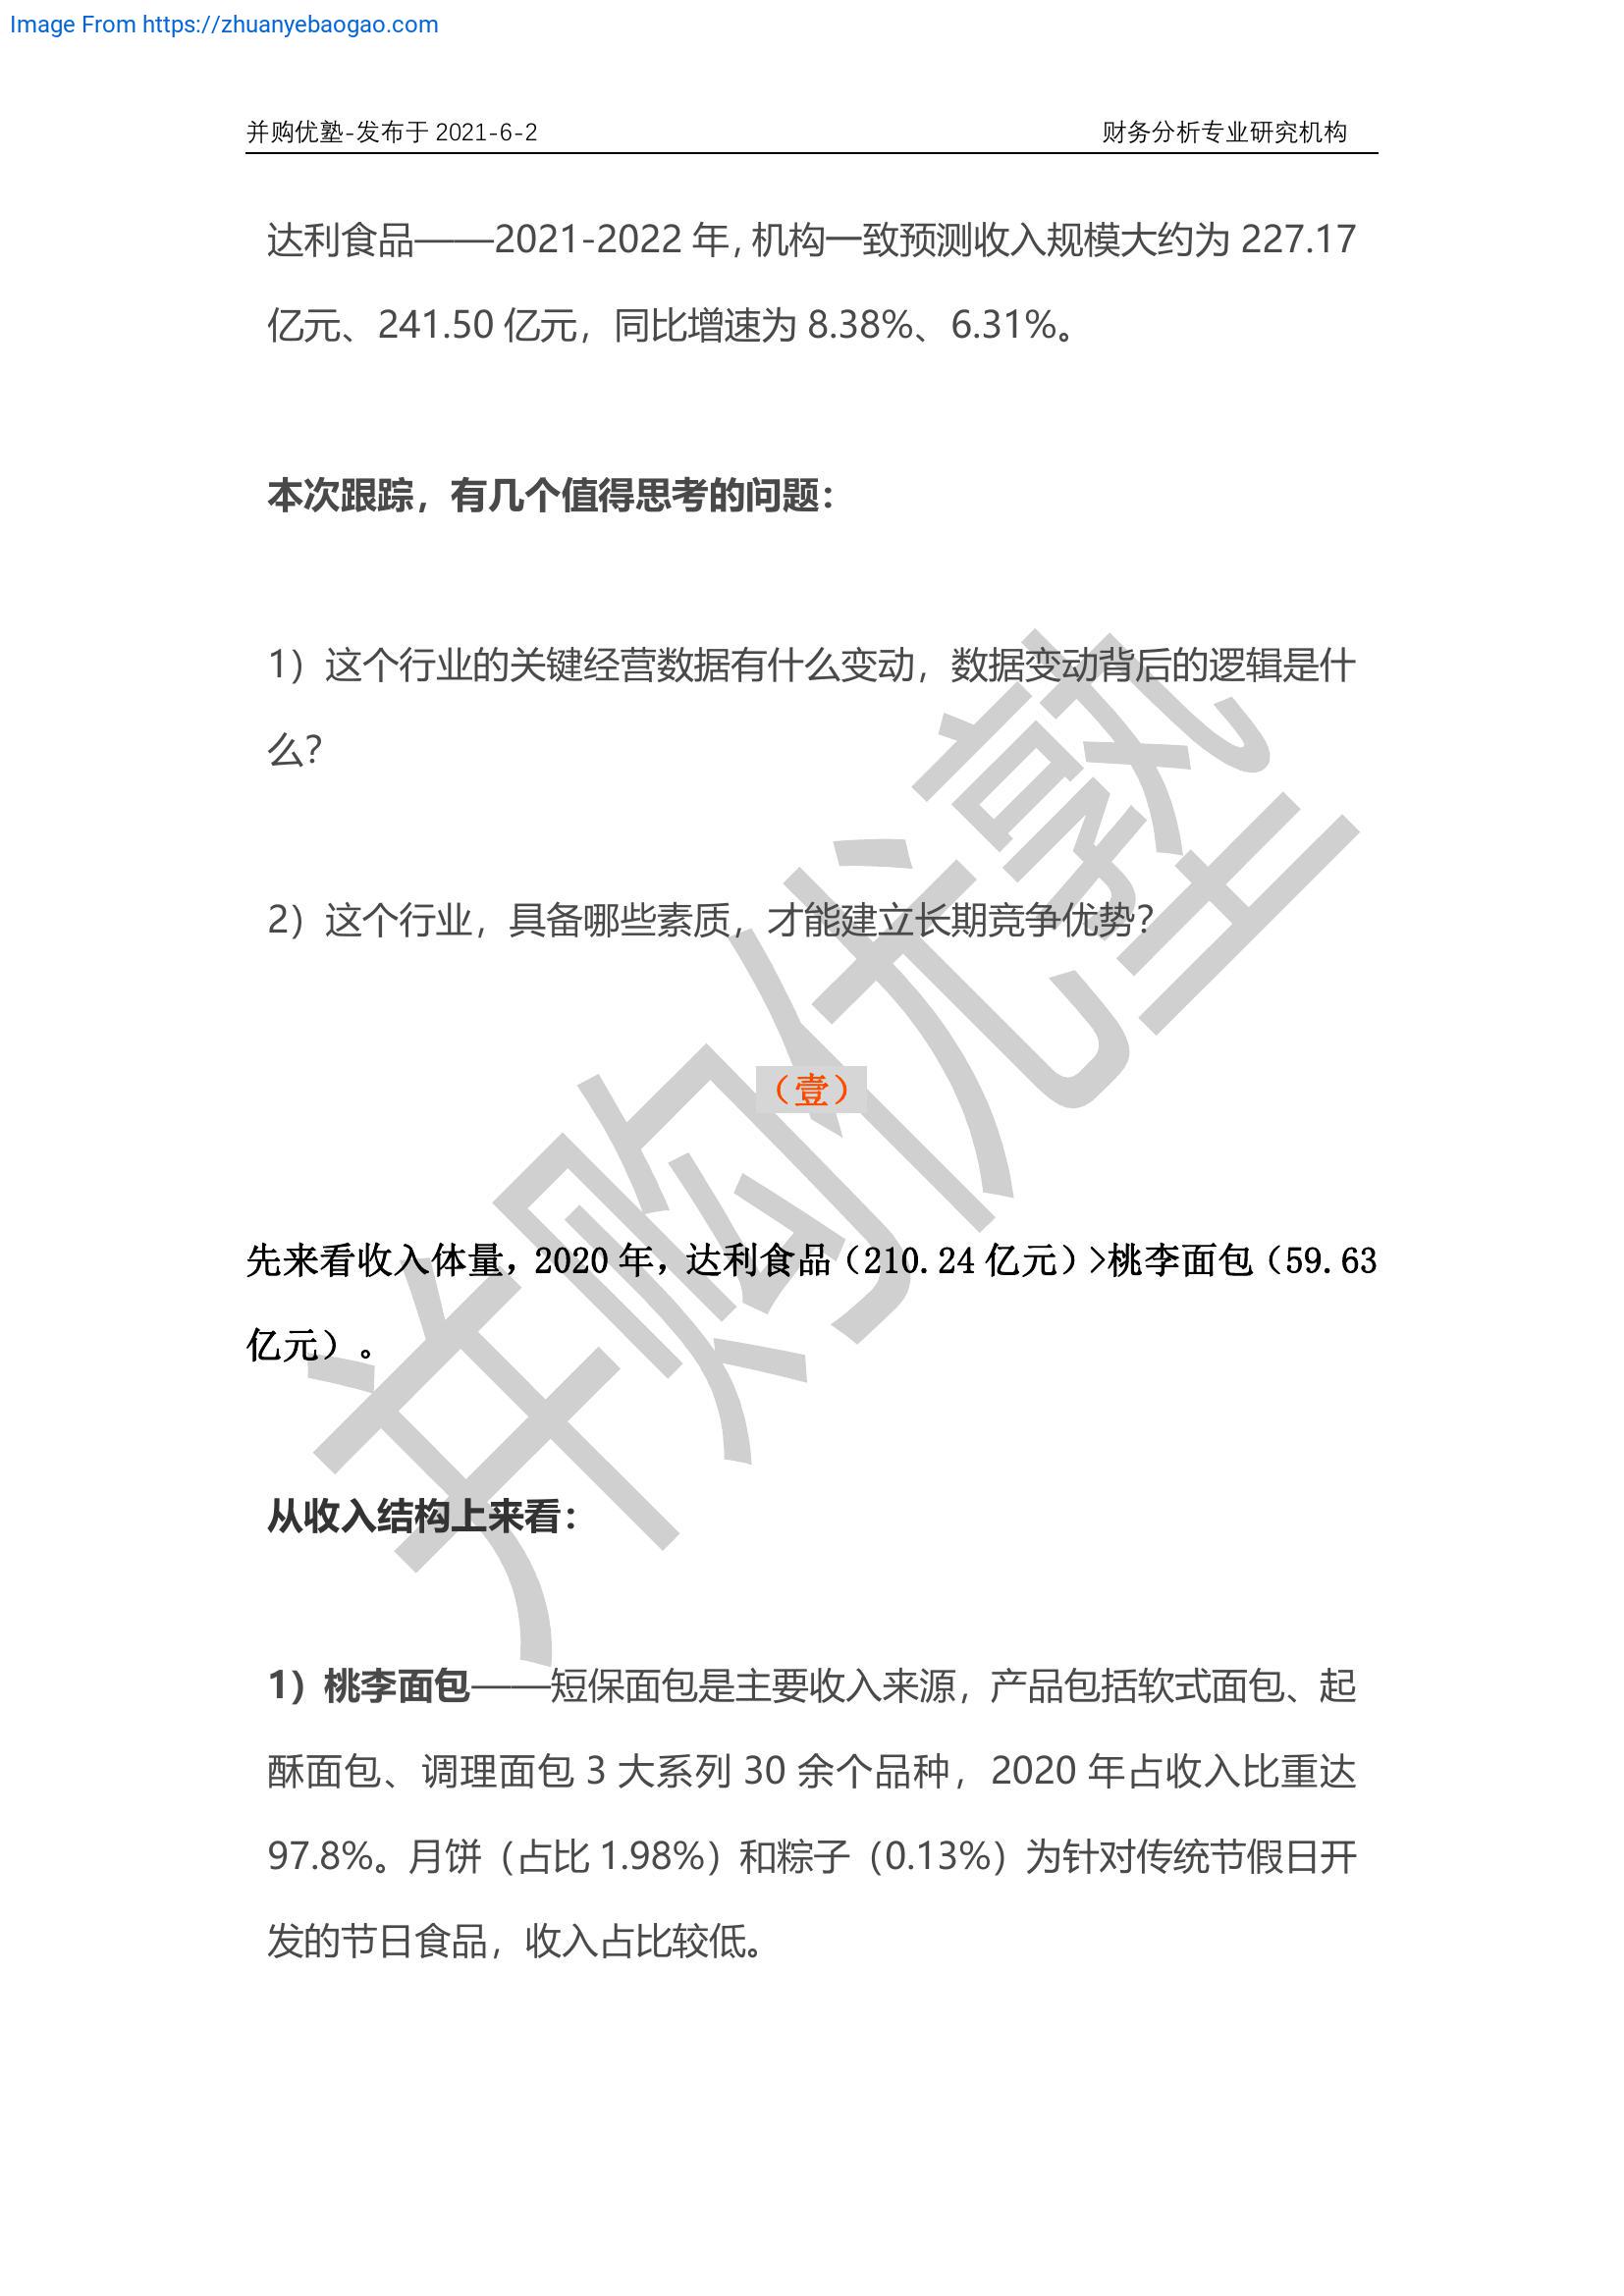 Image From https://zhuanyebaogao.com
并购优塾-发布于 2021-6-2 财务分析专业研究机构
达利食品——2021-2022 年，机构一致预测收入规模大约为 227.17
亿元、241.50 亿元，同比增速为 8.38%、6.31%。
本次跟踪，有几个值得思考的问题：
1）这个行业的关键经营数据有什么变动，数据变动背后的逻辑是什
么？
2）这个行业，具备哪些素质，才能建立长期竞争优势？
（壹）
先来看收入体量，2020 年，达利食品（210.24 亿元）>桃李面包（59.63
亿元）。
从收入结构上来看：
1）桃李面包——短保面包是主要收入来源，产品包括软式面包、起
酥面包、调理面包 3 大系列 30 余个品种，2020 年占收入比重达
97.8%。月饼（占比 1.98%）和粽子（0.13%）为针对传统节假日开
发的节日食品，收入占比较低。
并购优塾